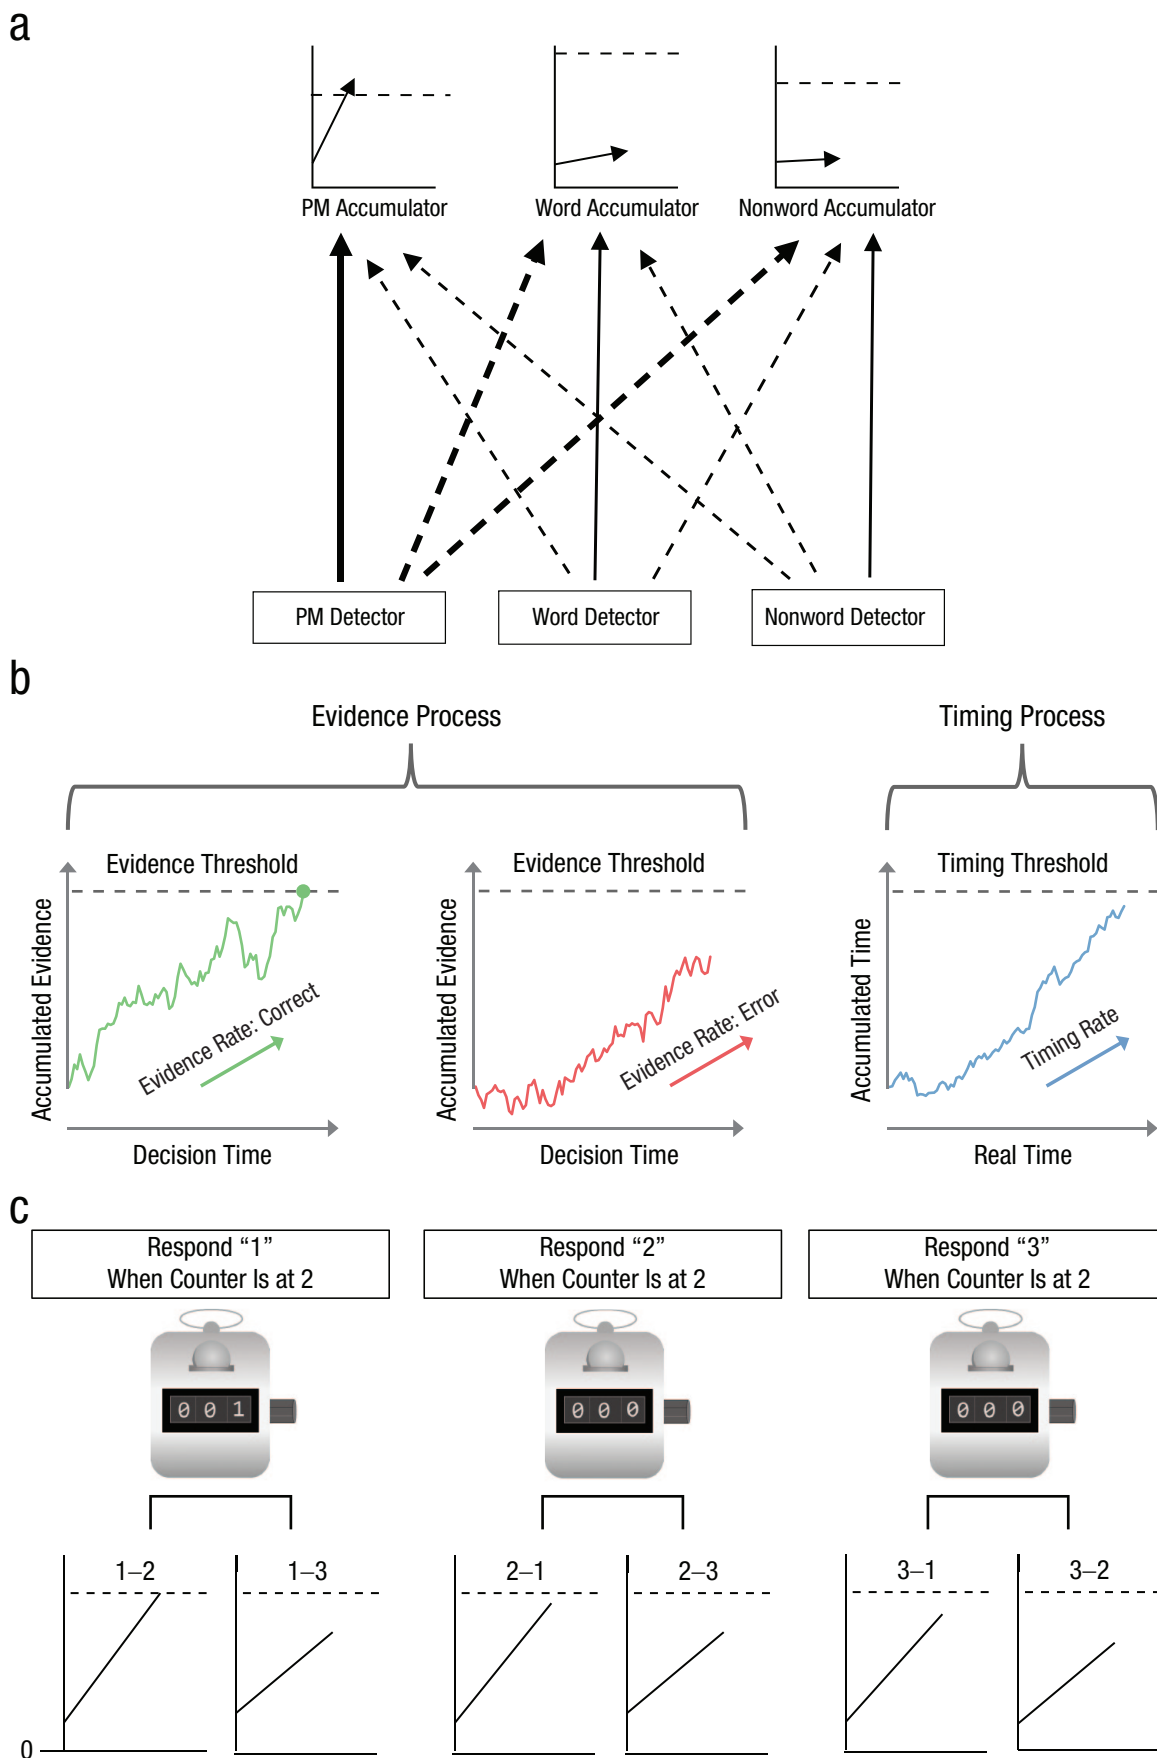 a
PM Accumulator
Word Accumulator
Nonword Accumulator
PM Detector
Word Detector
Nonword Detector
b
Evidence Process
Timing Process
Evidence Threshold
Accumulated Evidence
Evidence Rate: Correct
Decision Time
Evidence Threshold
Accumulated Evidence
Evidence Rate: Error
Decision Time
Timing Threshold
Accumulated Time
Timing Rate
Real Time
c
Respond “1”
When Counter Is at 2
Respond “2”
When Counter Is at 2
Respond “3”
When Counter Is at 2
0 0 1
0 0 0
0 0 0
1–2
1–3
2–1
2–3
3–1
3–2
0